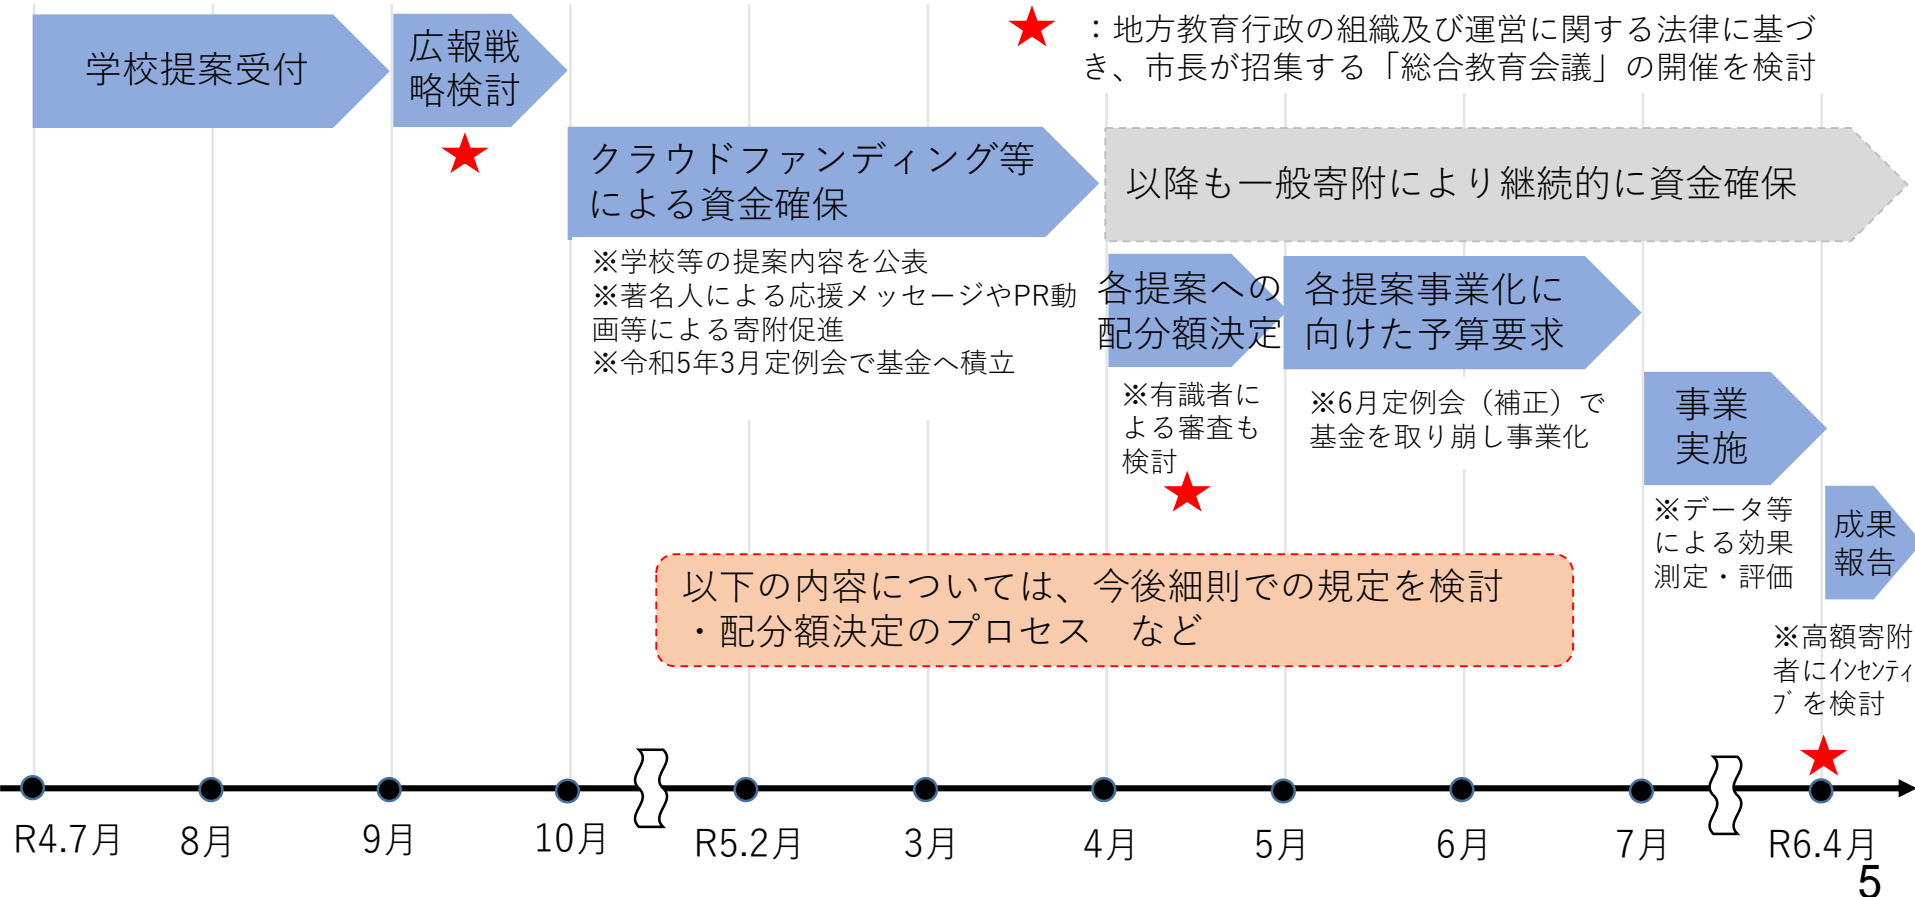 学校提案受付
広報戦
略検討
★：地方教育行政の組織及び運営に関する法律に基づ
き、市長が招集する「総合教育会議」の開催を検討
クラウドファンディング等
による資金確保
以降も一般寄附により継続的に資金確保
※学校等の提案内容を公表
※著名人による応援メッセージやPR動
画等による寄附促進
※令和5年3月定例会で基金へ積立
各提案への
配分額決定
各提案事業化に
向けた予算要求
※有識者に
よる審査も
検討
※6月定例会（補正）で
基金を取り崩し事業化
事業
実施
※データ等
による効果
測定・評価
成果
報告
以下の内容については、今後細則での規定を検討
・配分額決定のプロセス　など
※高額寄附
者にｲﾝｾﾝﾃｨ
ﾌﾞを検討
R4.7月
8月
9月
10月
R5.2月
3月
4月
5月
6月
7月
R6.4月
5